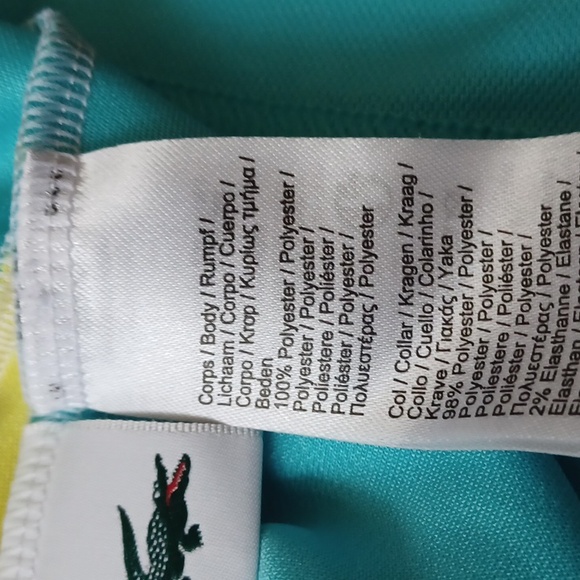 Corps / Body / Rumpf /
Lichaam / Corpo / Cuerpo /
Corpo / Krop / Κυρίως τμήμα /
Beden
100% Polyester / Polyester /
Polyester / Polyester /
Poliestere / Poliéster /
Poliéster / Polyester /
Πολυεστέρας / Polyester
Col / Collar / Kragen / Kraag /
Collo / Cuello / Colarinho /
Krave / Γιακάς / Yaka
98% Polyester / Polyester /
Polyester / Polyester /
Poliestere / Poliéster /
Poliéster / Polyester /
Πολυεστέρας / Polyester
2% Elasthanne / Elastane /
Elasthan